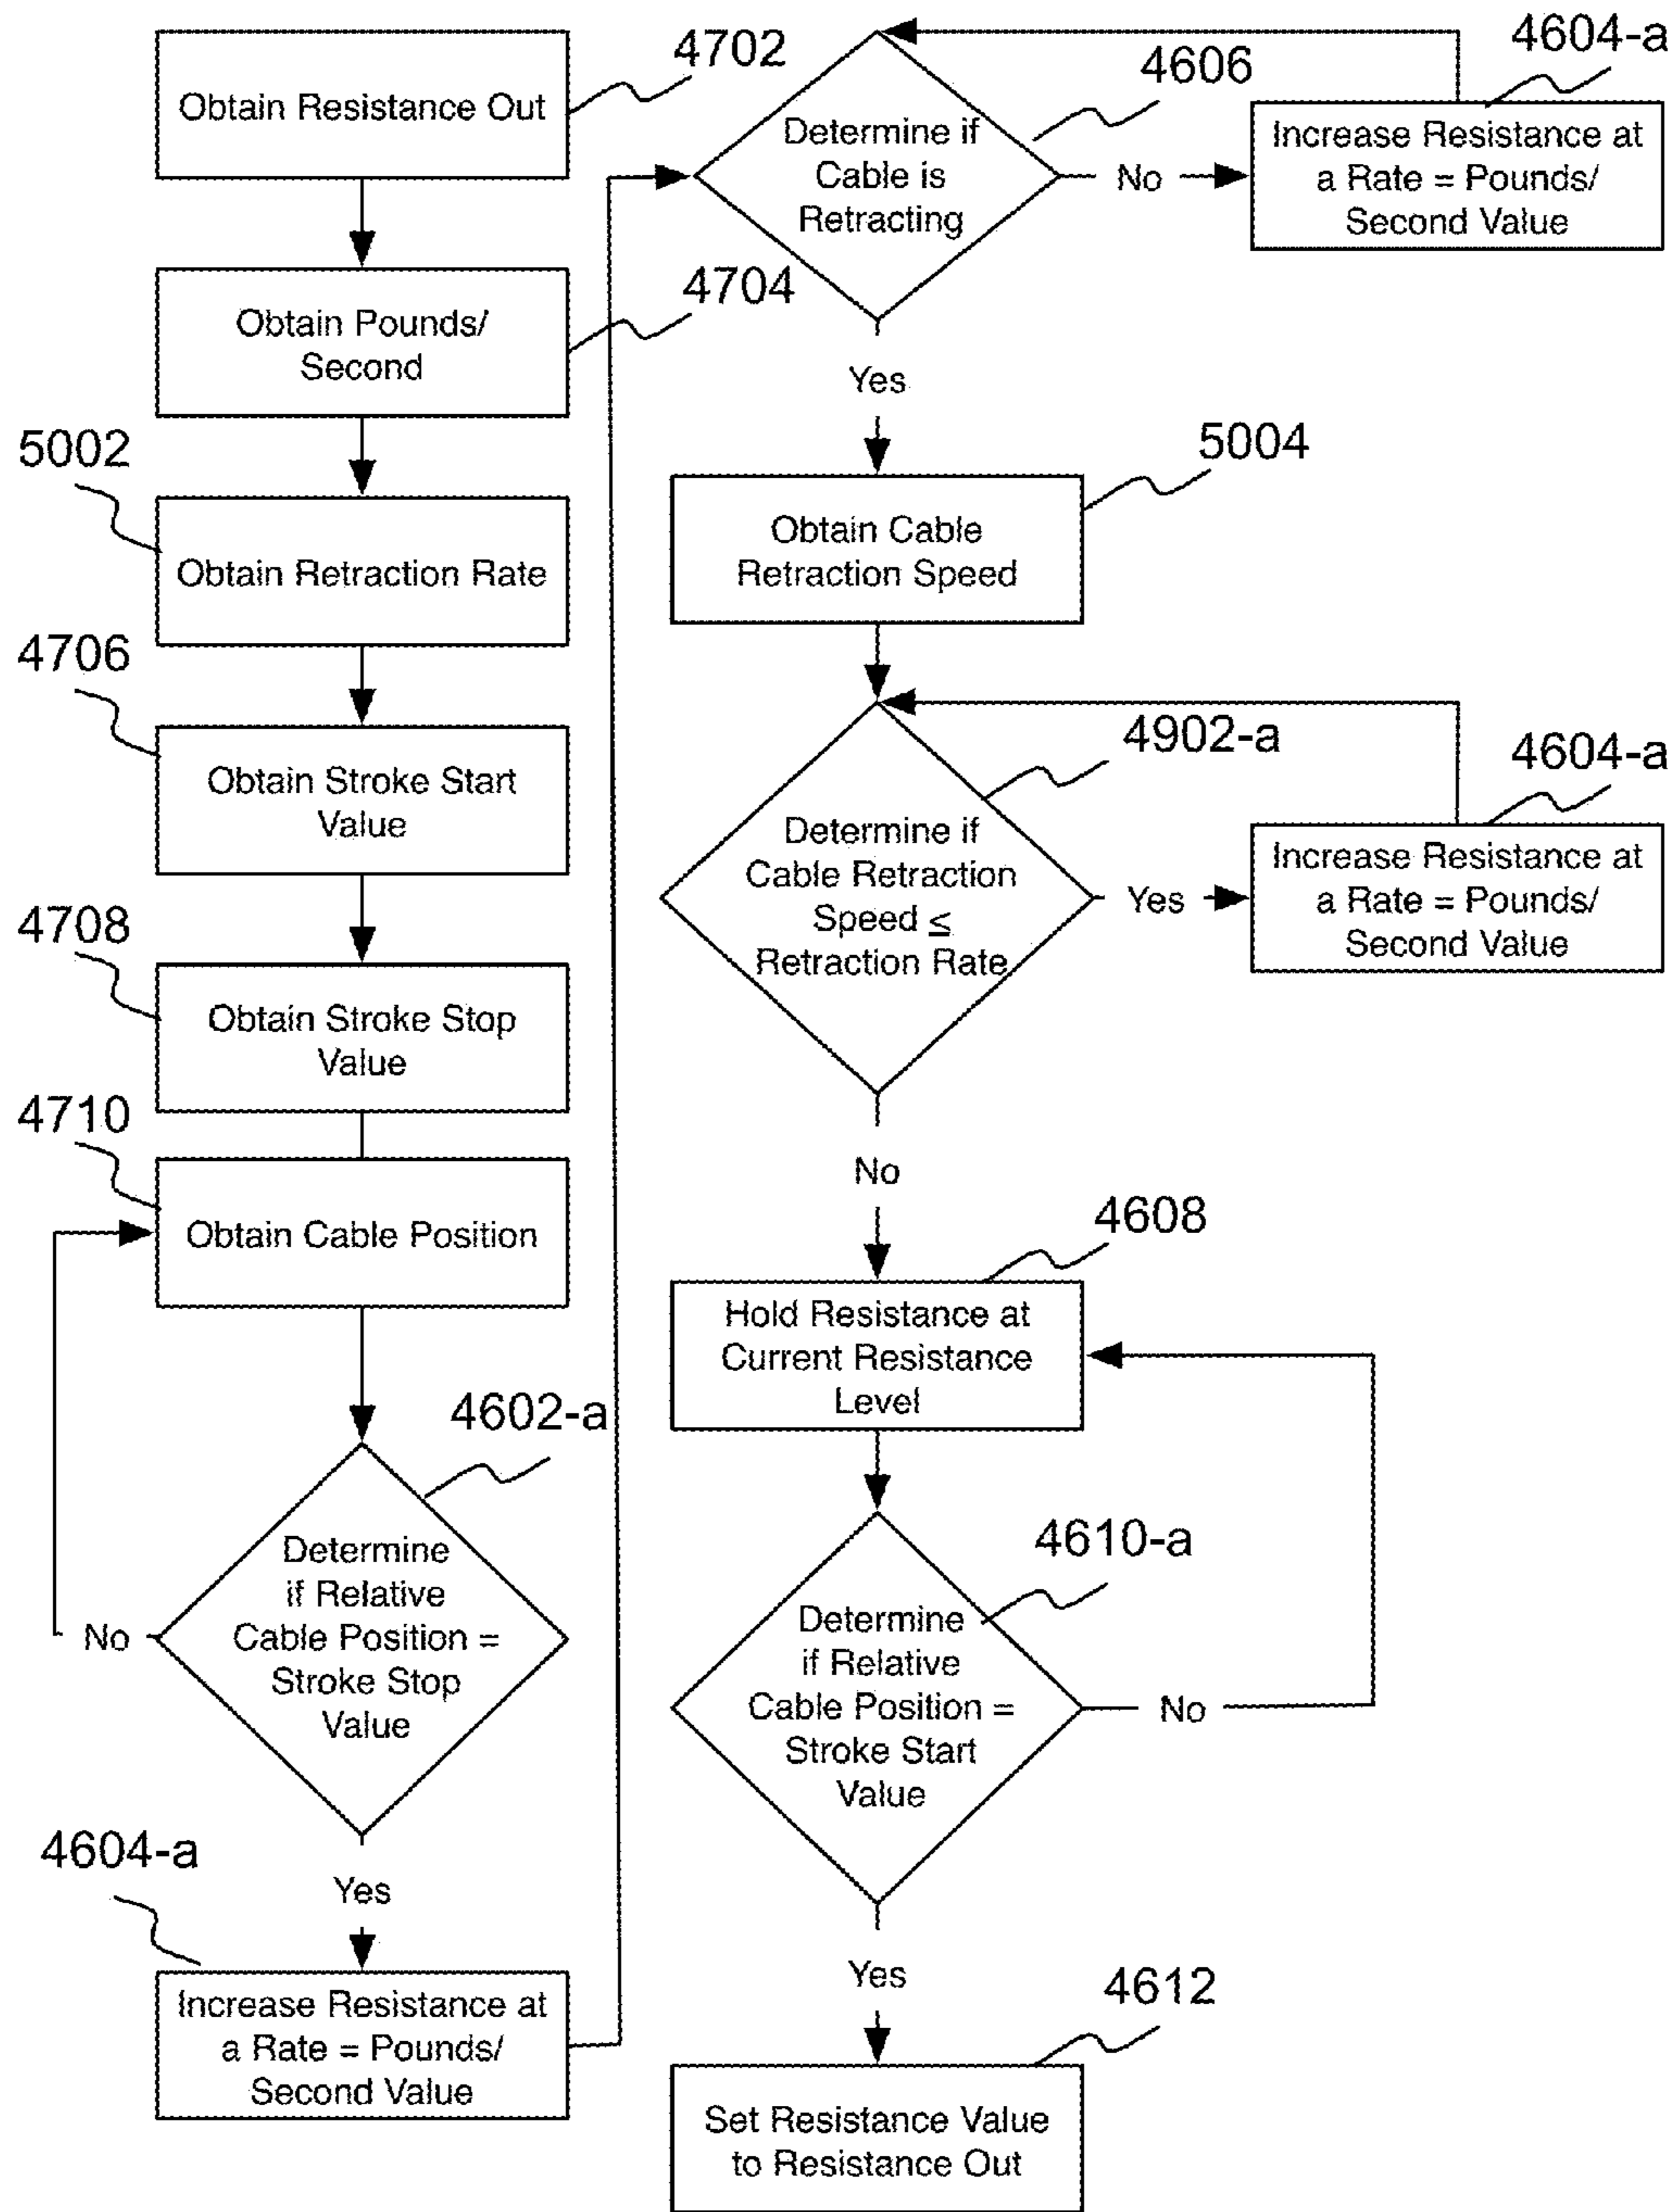 Obtain Resistance Out
4702
Obtain Pounds/
Second
4704
5002
Obtain Retraction Rate
4706
Obtain Stroke Start
Value
4708
Obtain Stroke Stop
Value
4710
Obtain Cable Position
4602-a
Determine
if Relative
Cable Position =
Stroke Stop
Value
No
Yes
4604-a
Increase Resistance at
a Rate = Pounds/
Second Value
4606
Determine if
Cable is
Retracting
No
4604-a
Increase Resistance at
a Rate = Pounds/
Second Value
Yes
5004
Obtain Cable
Retraction Speed
4902-a
Determine if
Cable Retraction
Speed ≤
Retraction Rate
Yes
4604-a
Increase Resistance at
a Rate = Pounds/
Second Value
No
4608
Hold Resistance at
Current Resistance
Level
4610-a
Determine
if Relative
Cable Position =
Stroke Start
Value
No
Yes
4612
Set Resistance Value
to Resistance Out